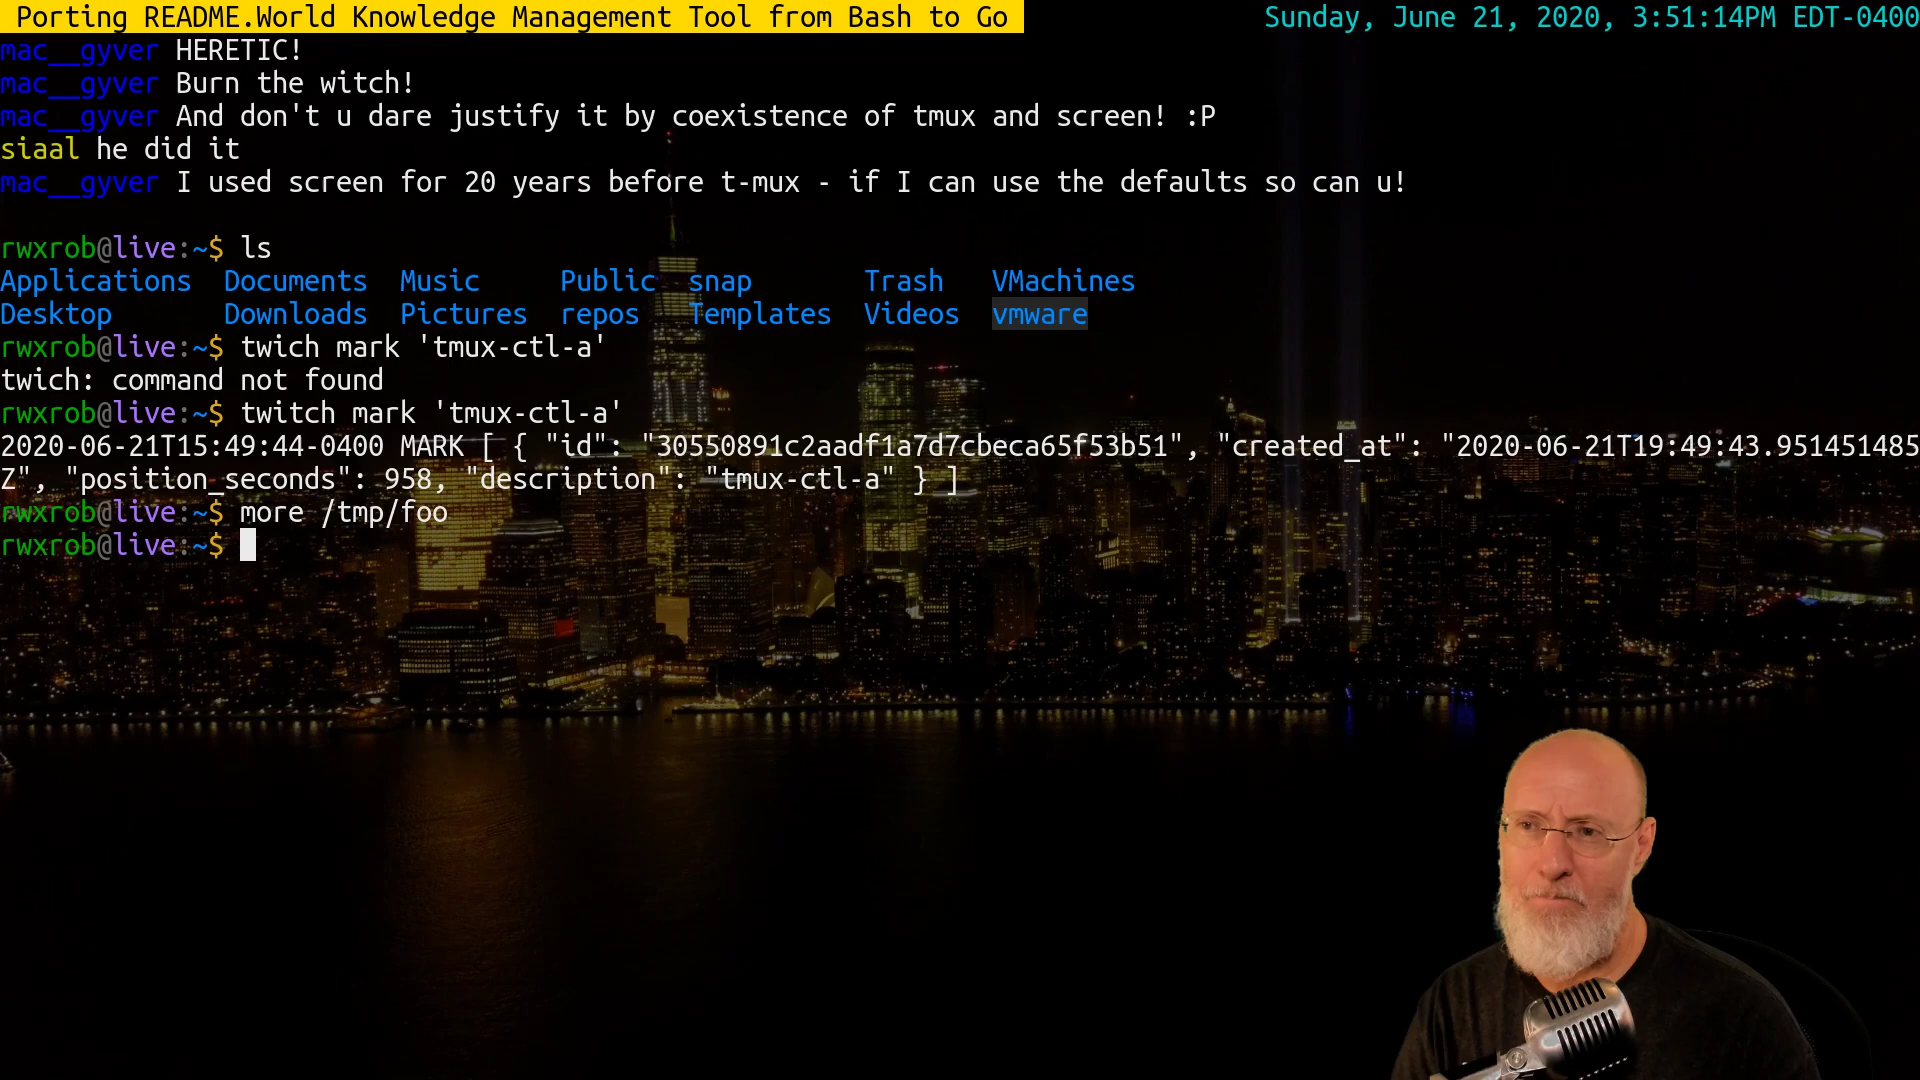 Porting README.World Knowledge Management Tool from Bash to Go Sunday, June 21, 2020, 3:51:14PM EDT-0400
mac__gyver HERETIC!
mac__gyver Burn the witch!
mac__gyver And don't u dare justify it by coexistence of tmux and screen! :P
siaal he did it
mac__gyver I used screen for 20 years before t-mux - if I can use the defaults so can u!
rwxrob@live:~$ ls
Applications Documents Music Public snap Trash VMachines
Desktop Downloads Pictures repos Templates Videos vmware
rwxrob@live:~$ twich mark 'tmux-ctl-a'
twich: command not found
rwxrob@live:~$ twitch mark 'tmux-ctl-a'
2020-06-21T15:49:44-0400 MARK [ { "id": "30550891c2aadf1a7d7cbeca65f53b51", "created_at": "2020-06-21T19:49:43.951451485
Z", "position_seconds": 958, "description": "tmux-ctl-a" } ]
rwxrob@live:~$ more /tmp/foo
rwxrob@live:~$